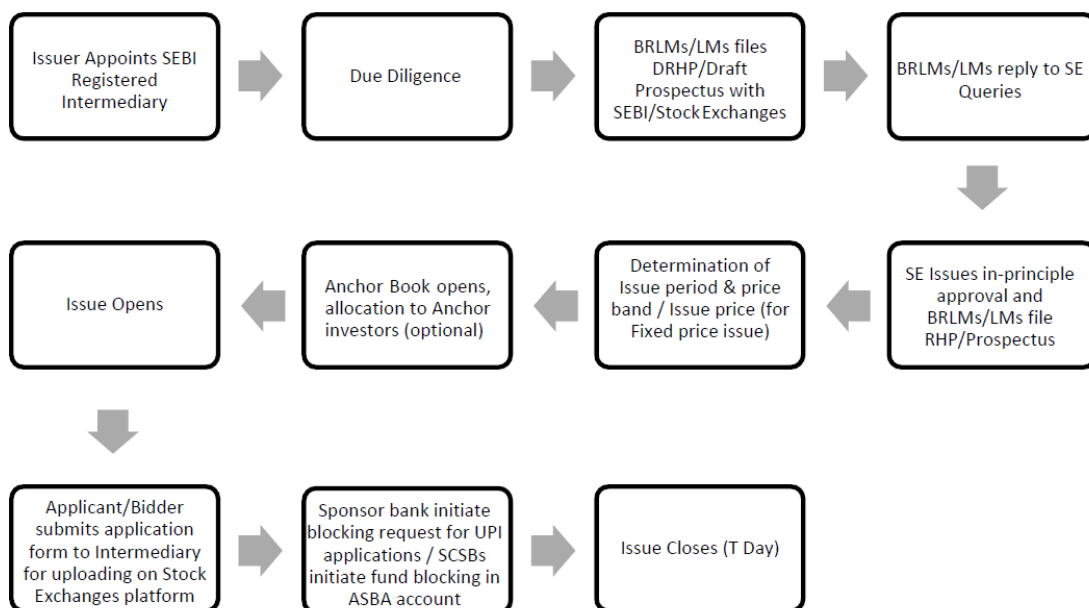 Issuer Appoints SEBI
Registered
Intermediary
Due Diligence
BRLMs/LMs files
DRHP/Draft
Prospectus with
SEBI/Stock Exchanges
BRLMs/LMs reply to SE
Queries
SE Issues in-principle
approval and
BRLMs/LMs file
RHP/Prospectus
Determination of
Issue period & price
band / Issue price (for
Fixed price issue)
Anchor Book opens,
allocation to Anchor
investors (optional)
Issue Opens
Applicant/Bidder
submits application
form to Intermediary
for uploading on Stock
Exchanges platform
Sponsor bank initiate
blocking request for UPI
applications / SCSBs
initiate fund blocking in
ASBA account
Issue Closes (T Day)